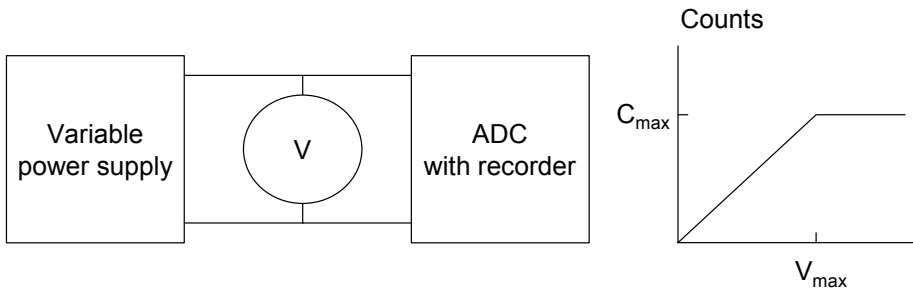 Variable
power supply
V
ADC
with recorder
Counts
Cmax
Vmax